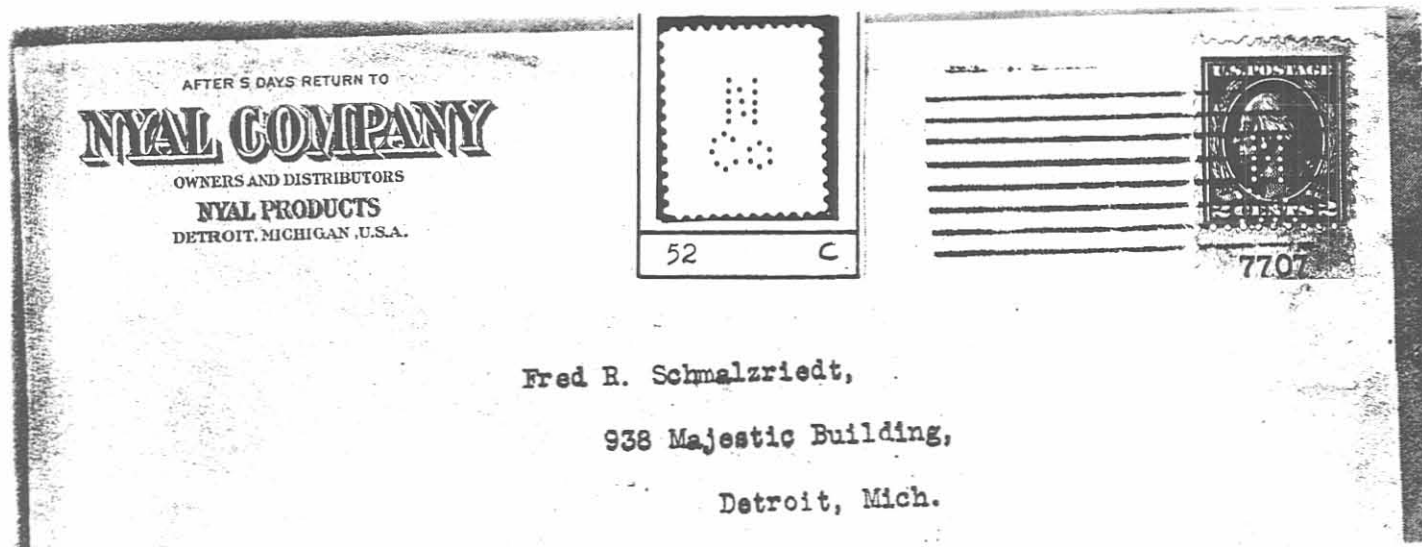 AFTER 5 DAYS RETURN TO
NYAL COMPANY
OWNERS AND DISTRIBUTORS
NYAL PRODUCTS
DETROIT, MICHIGAN, U.S.A.
N
Co
52 C
U.S. POSTAGE
2 CENTS 2
7707
Fred R. Schmalzriedt,
938 Majestic Building,
Detroit, Mich.